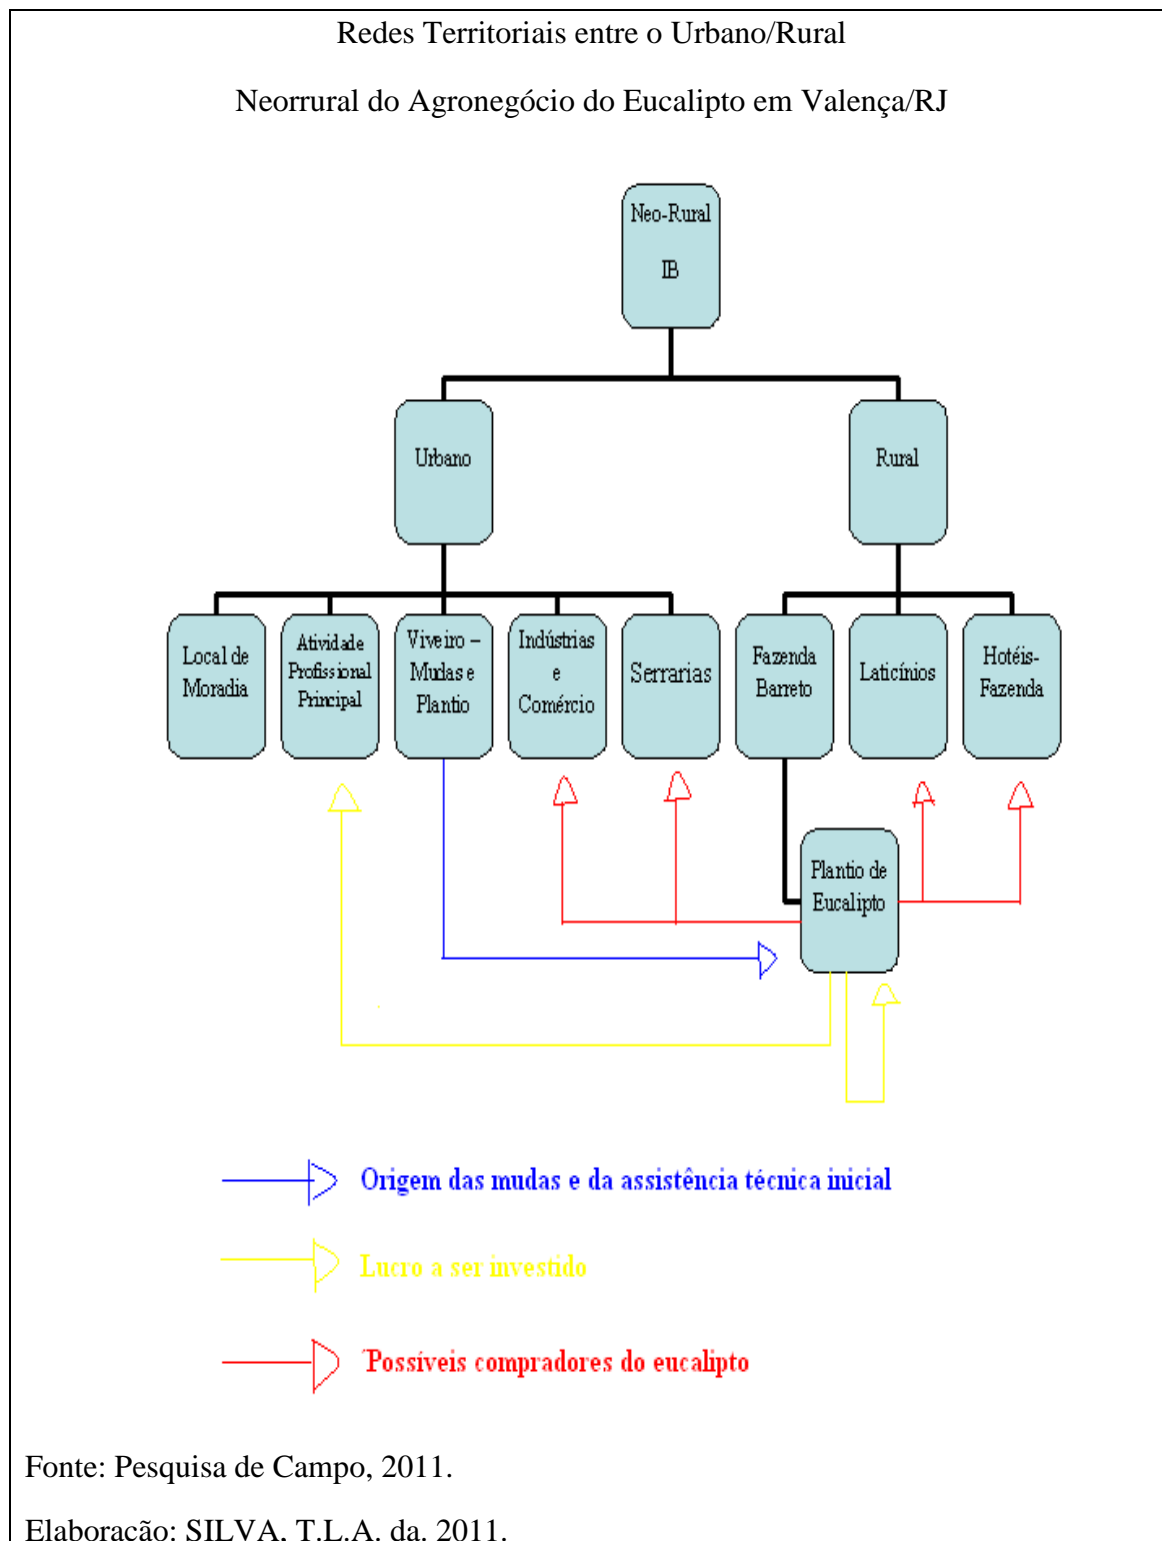 Redes Territoriais entre o Urbano/Rural
Neorrural do Agronegócio do Eucalipto em Valença/RJ
Neo-Rural
IB
Urbano
Rural
Local de
Moradia
Atividade
Profissional
Principal
Viveiro –
Mudas e
Plantio
Indústrias
e
Comércio
Serrarias
Fazenda
Barreto
Laticínios
Hotéis-
Fazenda
Plantio de
Eucalipto
Origem das mudas e da assistência técnica inicial
Lucro a ser investido
Possíveis compradores do eucalipto
Fonte: Pesquisa de Campo, 2011.
Elaboração: SILVA, T.L.A. da. 2011.